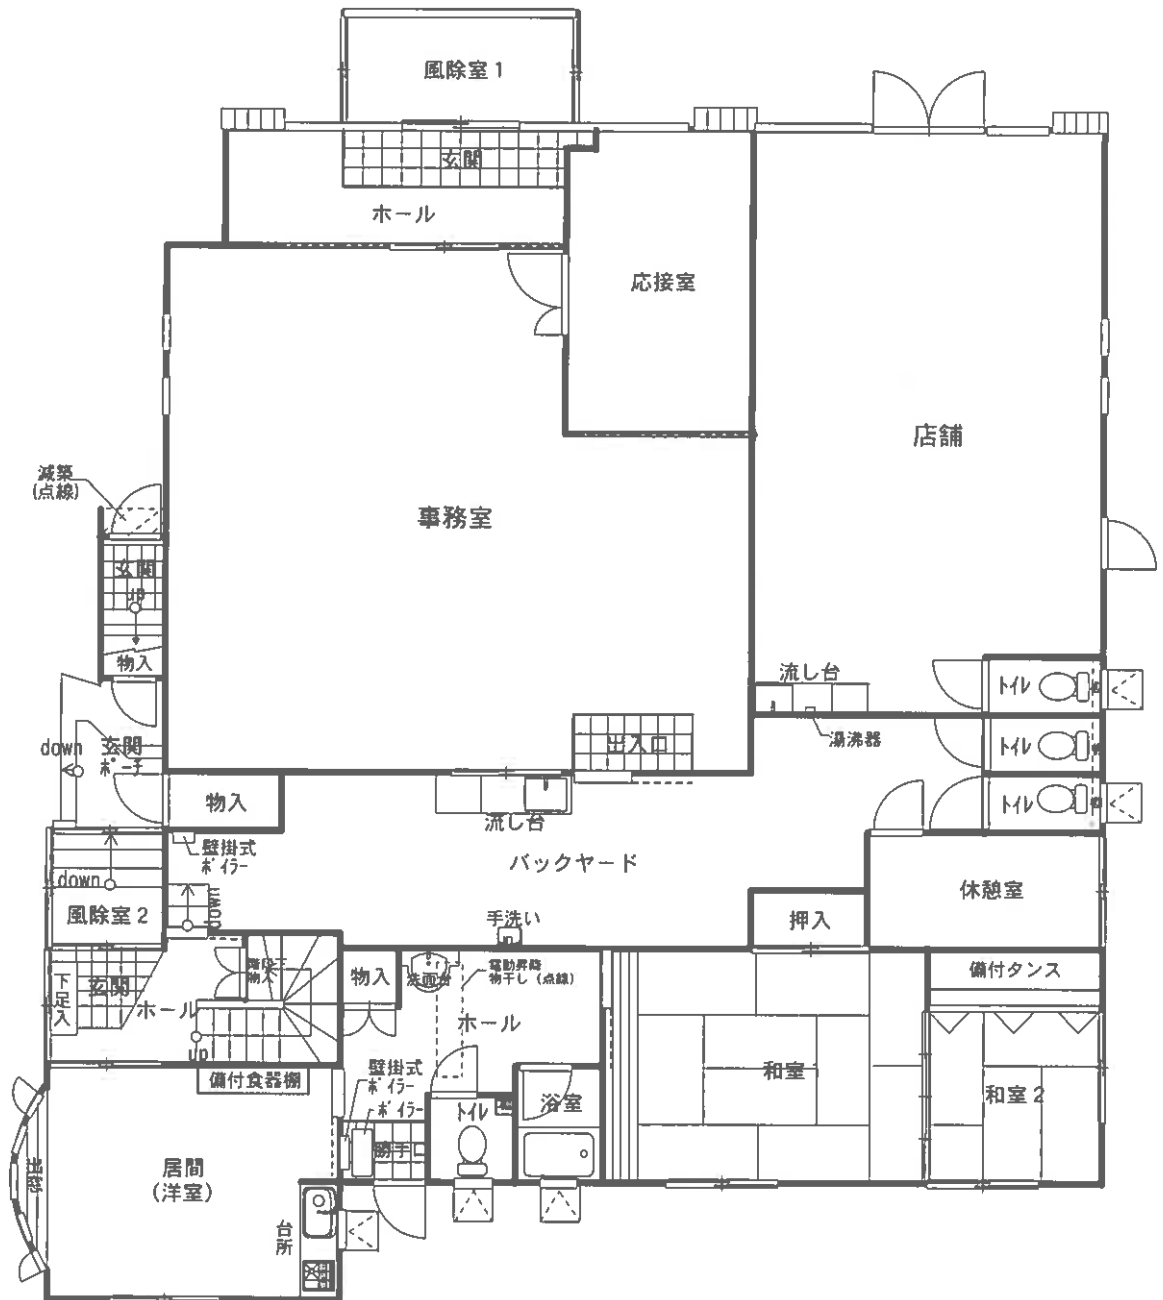 風除室1
玄関
ホール
応接室
店舗
事務室
減築
(点線)
玄関
up
物入
down
玄関
ポーチ
流し台
トイレ
湯沸器
トイレ
出入口
トイレ
物入
流し台
壁掛式
ボイラー
バックヤード
down
風除室2
down
手洗い
押入
休憩室
下足入
玄関
ホール
up
階段下
物入
物入
洗面台
電動昇降
物干し(点線)
ホール
備付タンス
和室1
和室2
備付食器棚
壁掛式
ボイラー
ボイラー
トイレ
浴室
勝手口
出窓
居間
(洋室)
台所